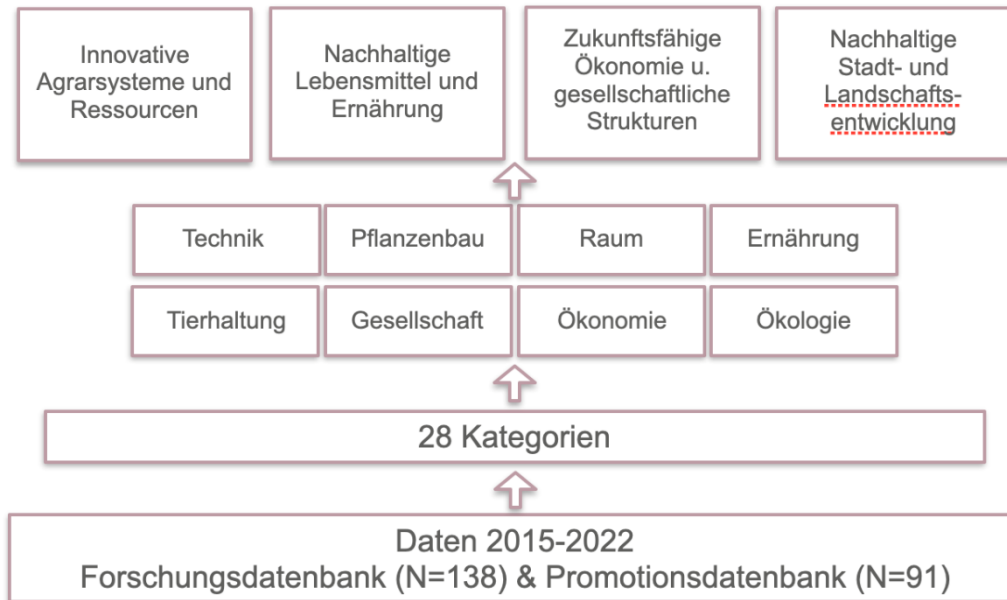 Innovative
Agrarsysteme und
Ressourcen
Nachhaltige
Lebensmittel und
Ernährung
Zukunftsfähige
Ökonomie u.
gesellschaftliche
Strukturen
Nachhaltige
Stadt- und
Landschafts-
entwicklung
Technik
Pflanzenbau
Raum
Ernährung
Tierhaltung
Gesellschaft
Ökonomie
Ökologie
28 Kategorien
Daten 2015-2022
Forschungsdatenbank (N=138) & Promotionsdatenbank (N=91)